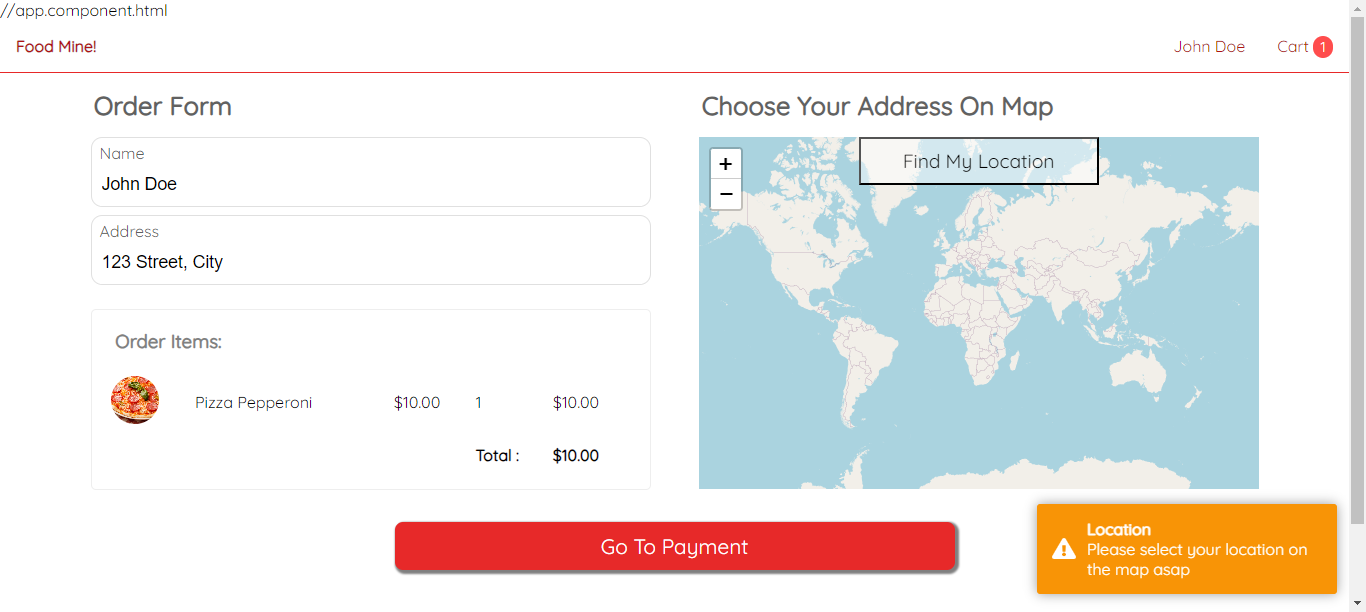 //app.component.html
Food Mine!
John Doe
Cart 1
Order Form
Name
John Doe
Address
123 Street, City
Order Items:
Pizza Pepperoni $10.00 1 $10.00
Total : $10.00
Choose Your Address On Map
+
−
Find My Location
Go To Payment
Location
Please select your location on
the map asap